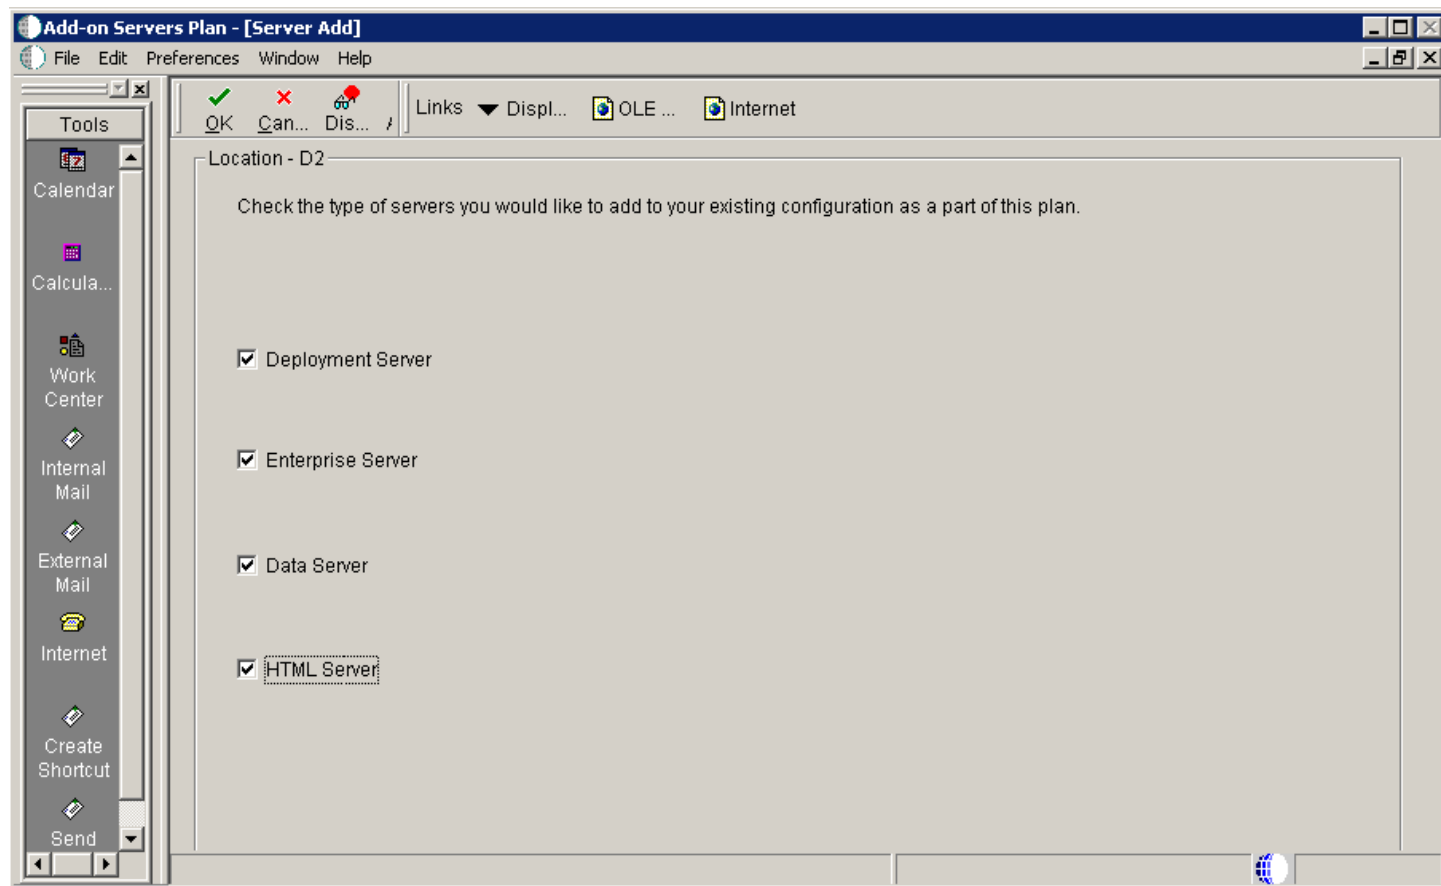 Add-on Servers Plan - [Server Add]
File Edit Preferences Window Help
Tools
OK Can... Dis... Links Displ... OLE ... Internet
Calendar
Calcula...
Work
Center
Internal
Mail
External
Mail
Internet
Create
Shortcut
Send
Location - D2
Check the type of servers you would like to add to your existing configuration as a part of this plan.
Deployment Server
Enterprise Server
Data Server
HTML Server